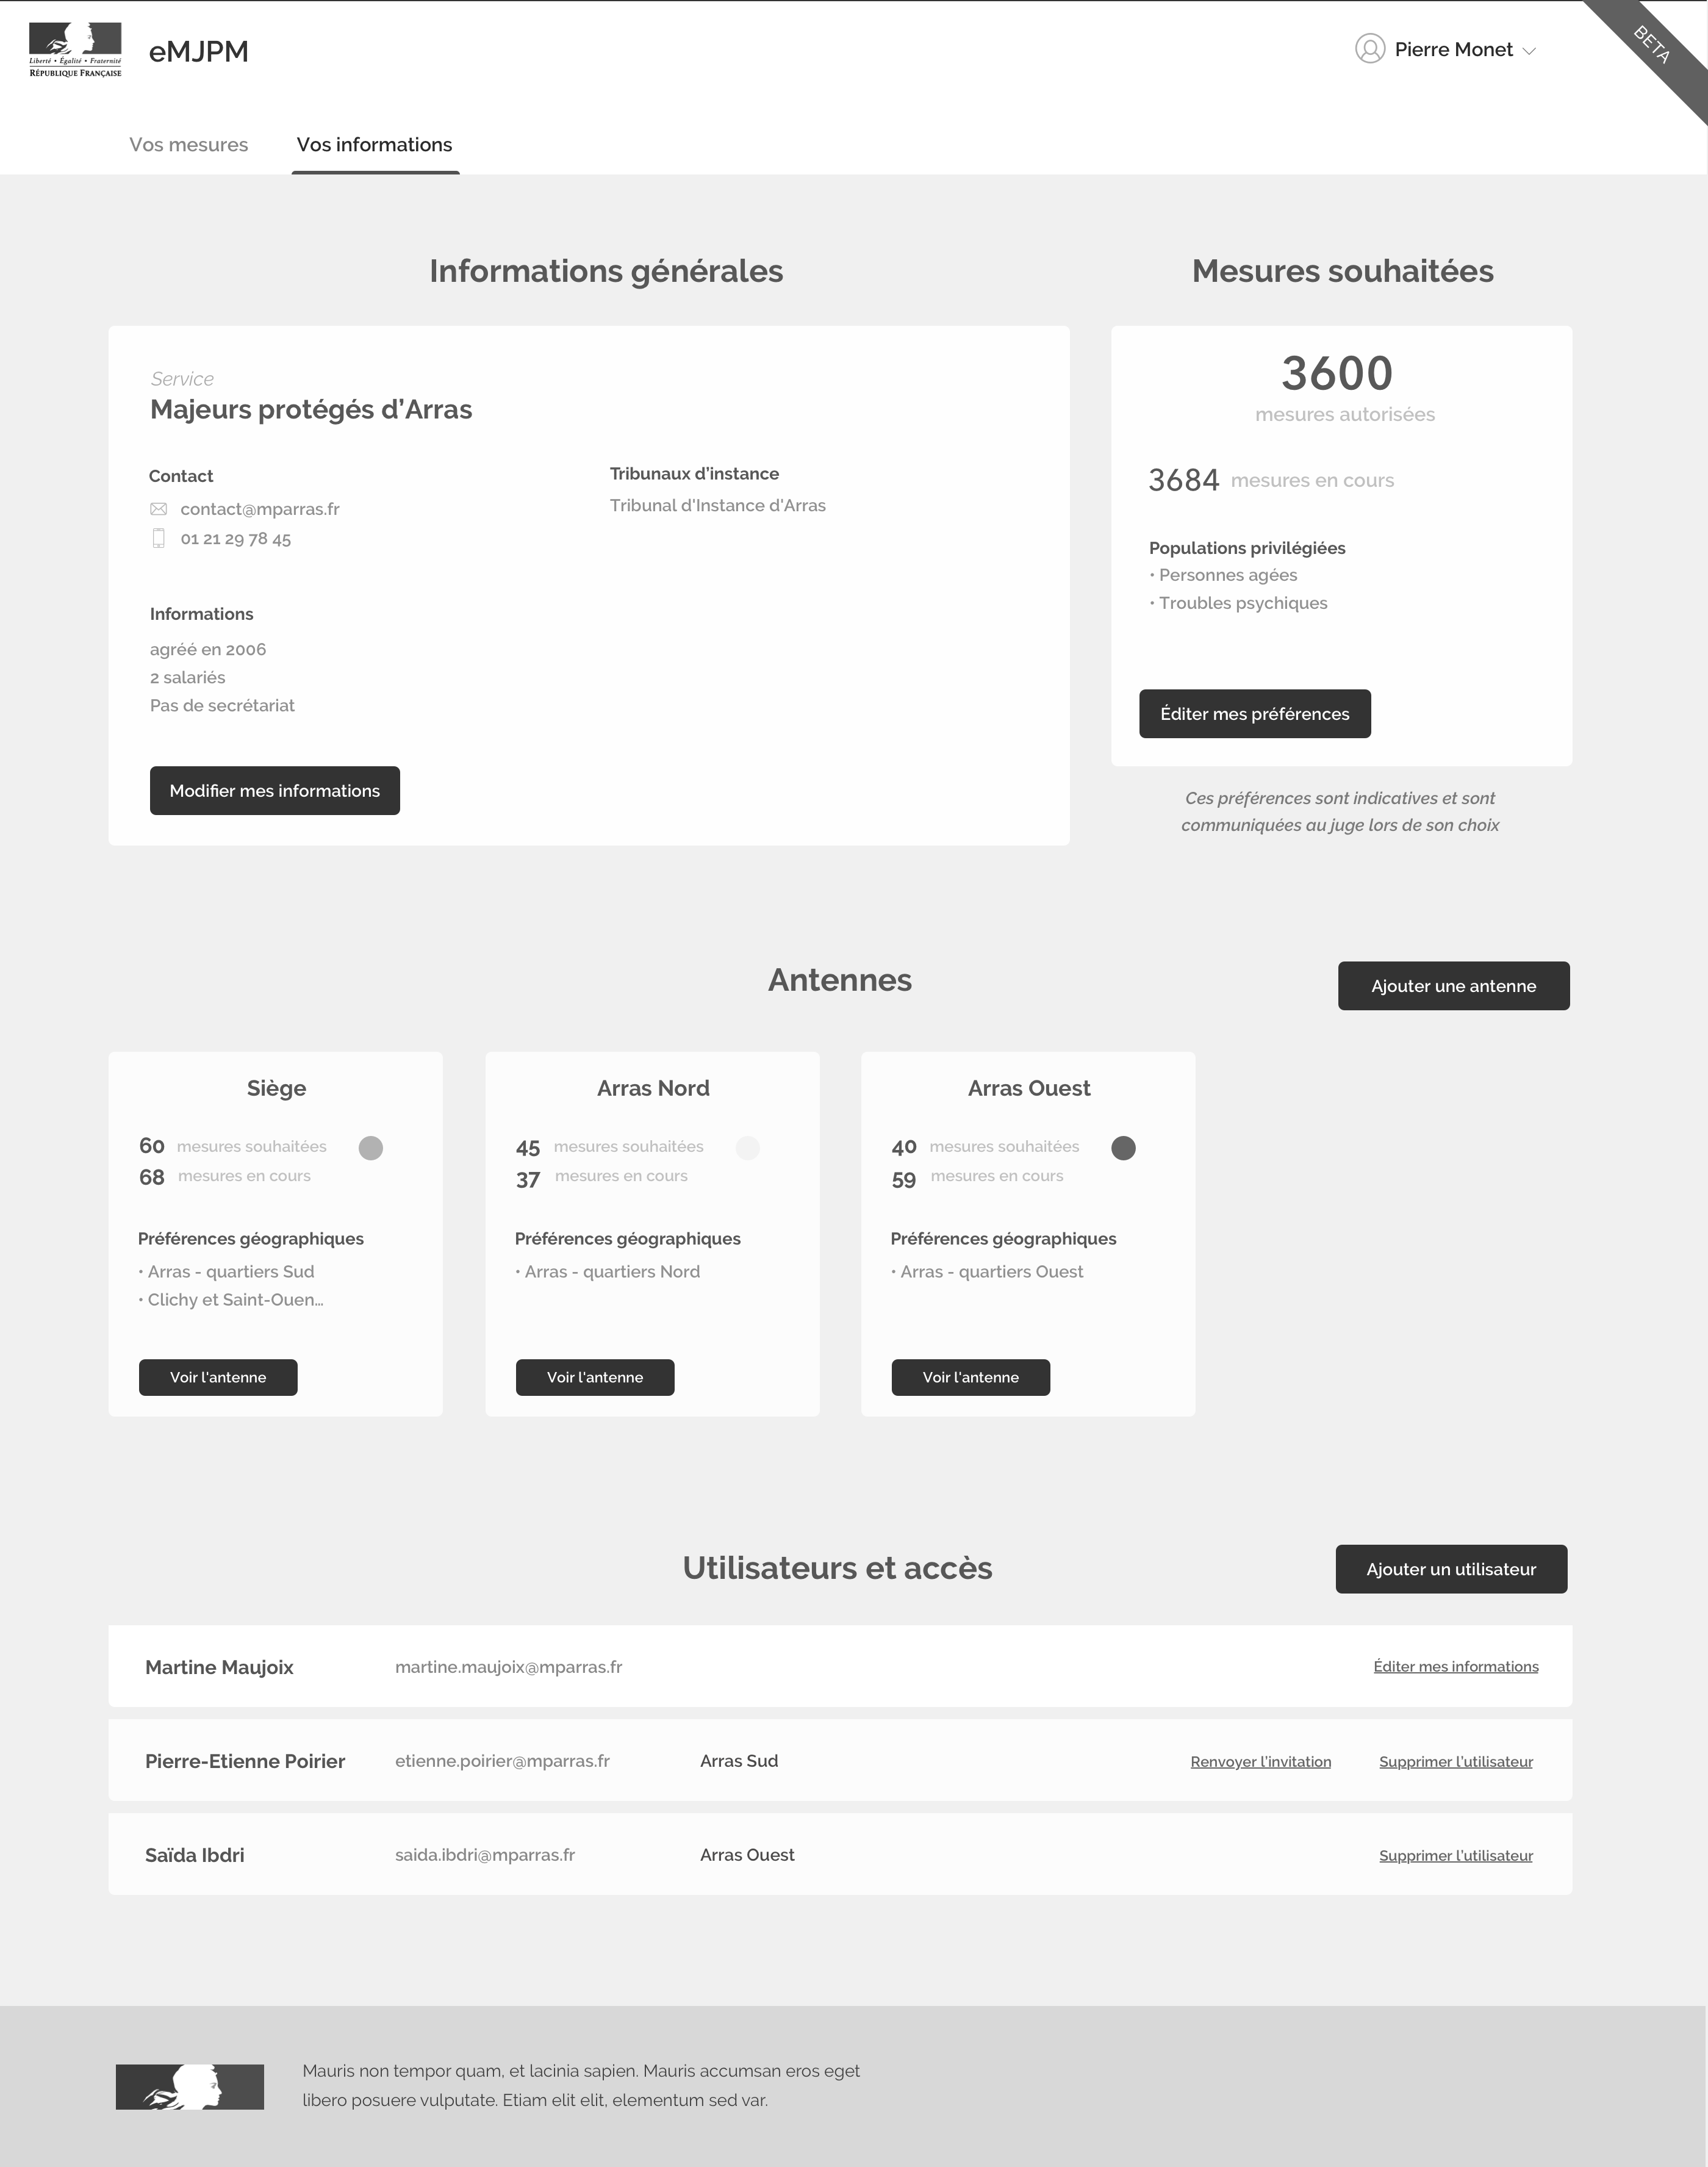 Liberté • Égalité • Fraternité
RÉPUBLIQUE FRANÇAISE
eMJPM
Pierre Monet
BETA
Vos mesures
Vos informations
Informations générales
Service
Majeurs protégés d’Arras
Contact
contact@mparras.fr
01 21 29 78 45
Tribunaux d’instance
Tribunal d'Instance d'Arras
Informations
agréé en 2006
2 salariés
Pas de secrétariat
Modifier mes informations
Mesures souhaitées
3600
mesures autorisées
3684 mesures en cours
Populations privilégiées
• Personnes agées
• Troubles psychiques
Éditer mes préférences
Ces préférences sont indicatives et sont
communiquées au juge lors de son choix
Antennes
Ajouter une antenne
Siège
60 mesures souhaitées
68 mesures en cours
Préférences géographiques
• Arras - quartiers Sud
• Clichy et Saint-Ouen...
Voir l'antenne
Arras Nord
45 mesures souhaitées
37 mesures en cours
Préférences géographiques
• Arras - quartiers Nord
Voir l'antenne
Arras Ouest
40 mesures souhaitées
59 mesures en cours
Préférences géographiques
• Arras - quartiers Ouest
Voir l'antenne
Utilisateurs et accès
Ajouter un utilisateur
Martine Maujoix martine.maujoix@mparras.fr Éditer mes informations
Pierre-Etienne Poirier etienne.poirier@mparras.fr Arras Sud Renvoyer l’invitation Supprimer l’utilisateur
Saïda Ibdri saida.ibdri@mparras.fr Arras Ouest Supprimer l’utilisateur
Mauris non tempor quam, et lacinia sapien. Mauris accumsan eros eget
libero posuere vulputate. Etiam elit elit, elementum sed var.